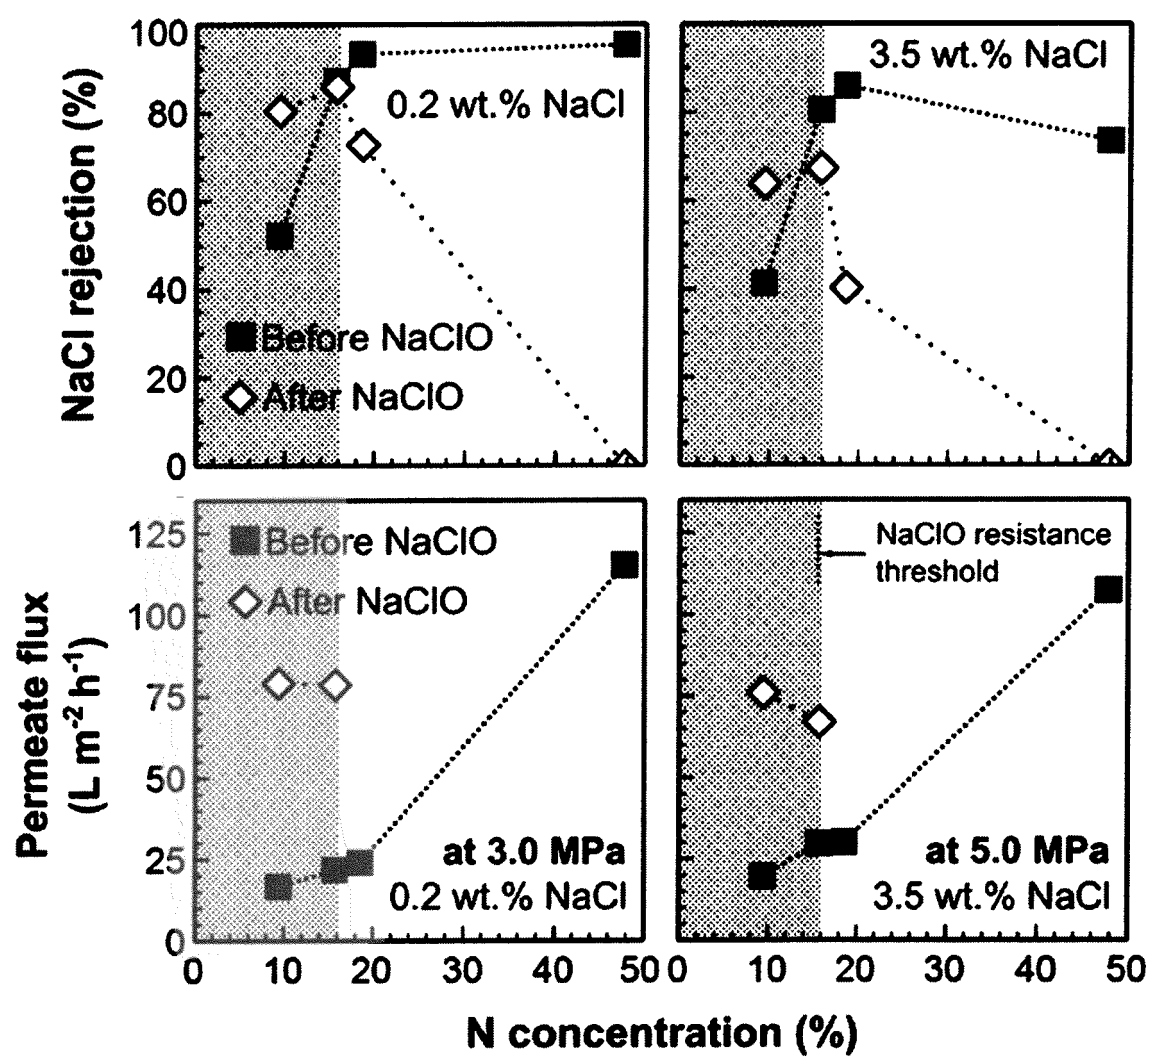 NaCl rejection (%)
100
80
60
40
20
0
0.2 wt.% NaCl
Before NaClO
After NaClO
3.5 wt.% NaCl
Permeate flux
(L m⁻² h⁻¹)
125
100
75
50
25
0
Before NaClO
After NaClO
at 3.0 MPa
0.2 wt.% NaCl
NaClO resistance
threshold
at 5.0 MPa
3.5 wt.% NaCl
0 10 20 30 40 50 0 10 20 30 40 50
N concentration (%)